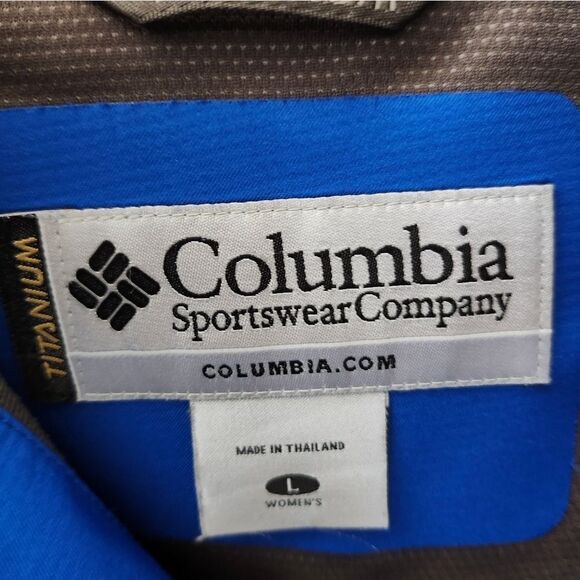 TITANIUM
Columbia
Sportswear Company
COLUMBIA.COM
MADE IN THAILAND
L
WOMEN'S